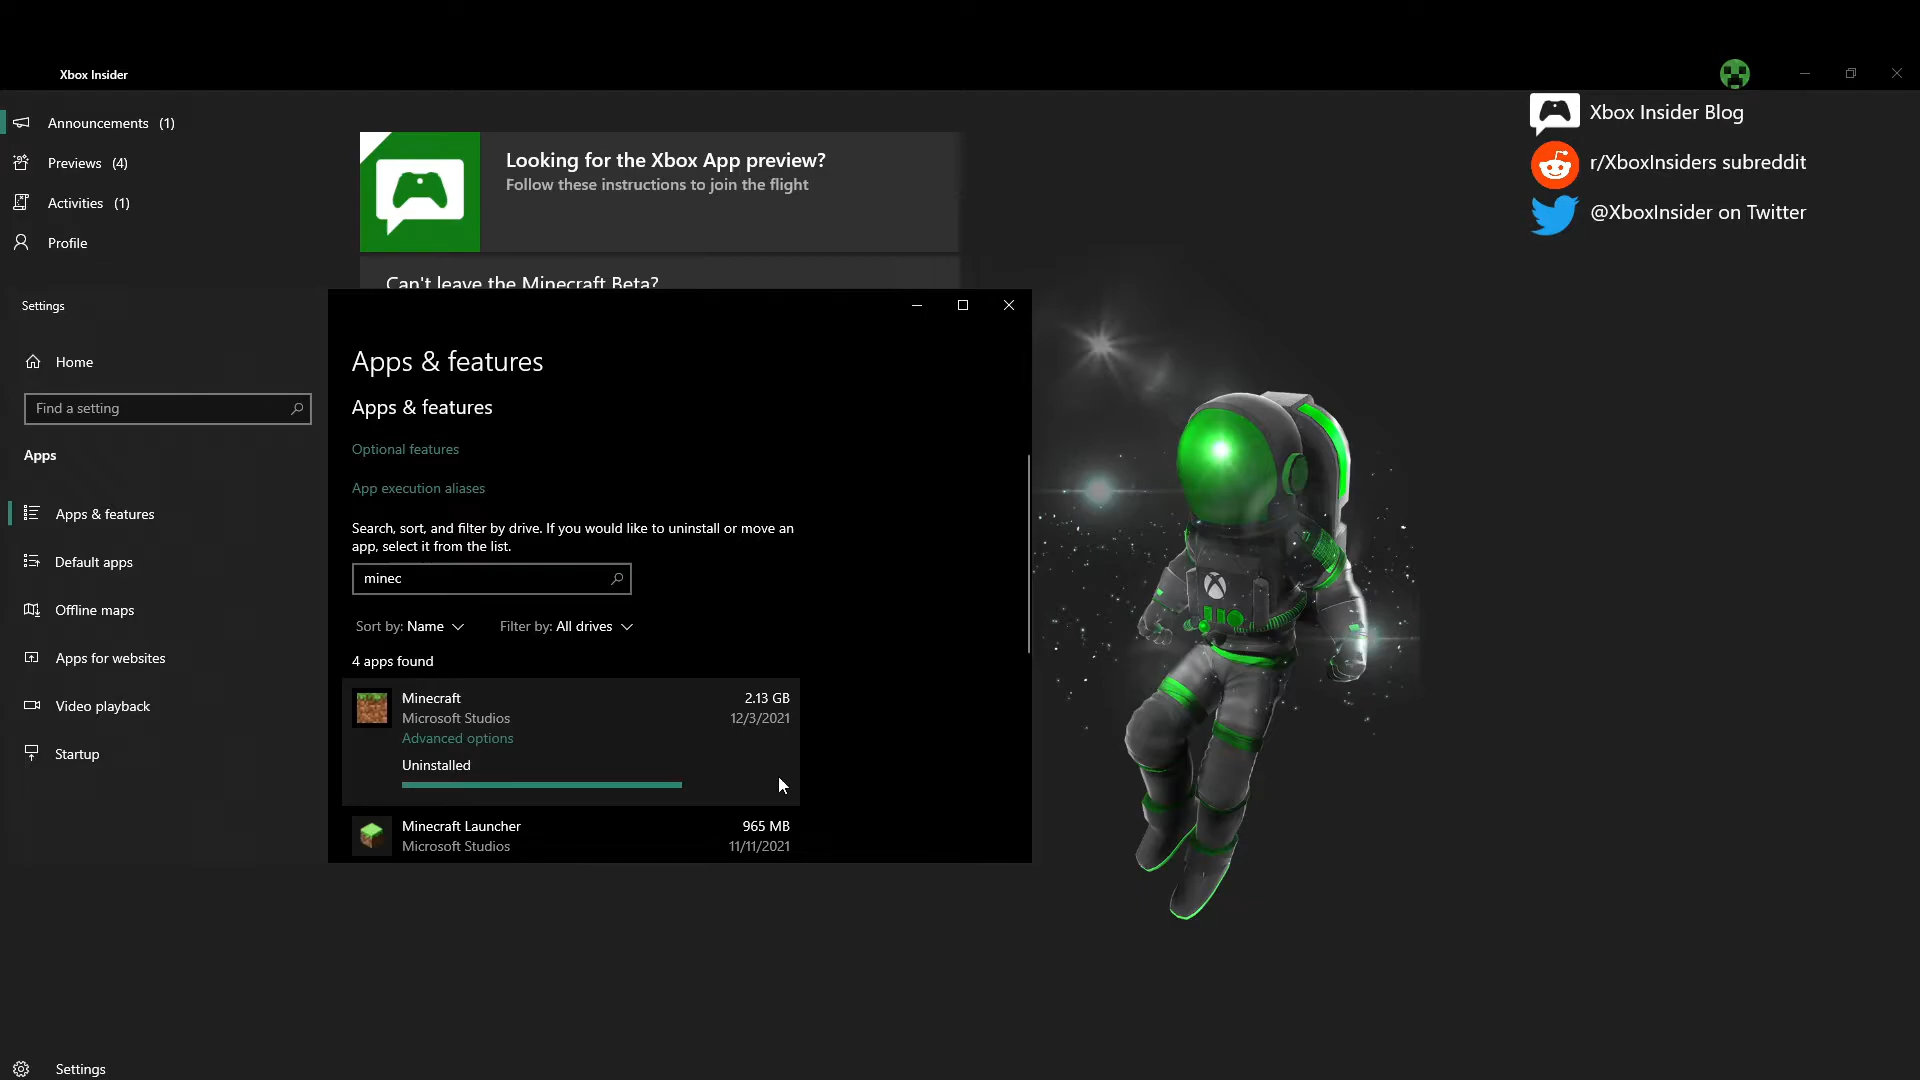 Xbox Insider
Announcements (1)
Previews (4)
Activities (1)
Profile
Looking for the Xbox App preview?
Follow these instructions to join the flight
Can't leave the Minecraft Beta?
Xbox Insider Blog
r/XboxInsiders subreddit
@XboxInsider on Twitter
Settings
Home
Find a setting
Apps
Apps & features
Default apps
Offline maps
Apps for websites
Video playback
Startup
Apps & features
Apps & features
Optional features
App execution aliases
Search, sort, and filter by drive. If you would like to uninstall or move an
app, select it from the list.
minec
Sort by: Name
Filter by: All drives
4 apps found
Minecraft 2.13 GB
Microsoft Studios 12/3/2021
Advanced options
Uninstalled
Minecraft Launcher 965 MB
Microsoft Studios 11/11/2021
Settings